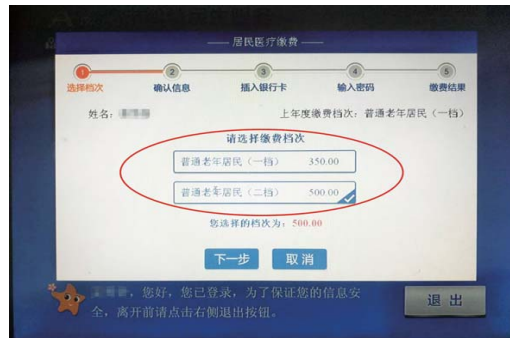 居民医疗缴费
1 2 3 4 5
选择档次 确认信息 插入银行卡 输入密码 缴费结果
姓名: 上年度缴费档次: 普通老年居民(一档)
请选择缴费档次
普通老年居民(一档) 350.00
普通老年居民(二档) 500.00
您选择的档次为: 500.00
下一步 取消
,您好,您已登录,为了保证您的信息安
全,离开前请点击右侧退出按钮。
退出